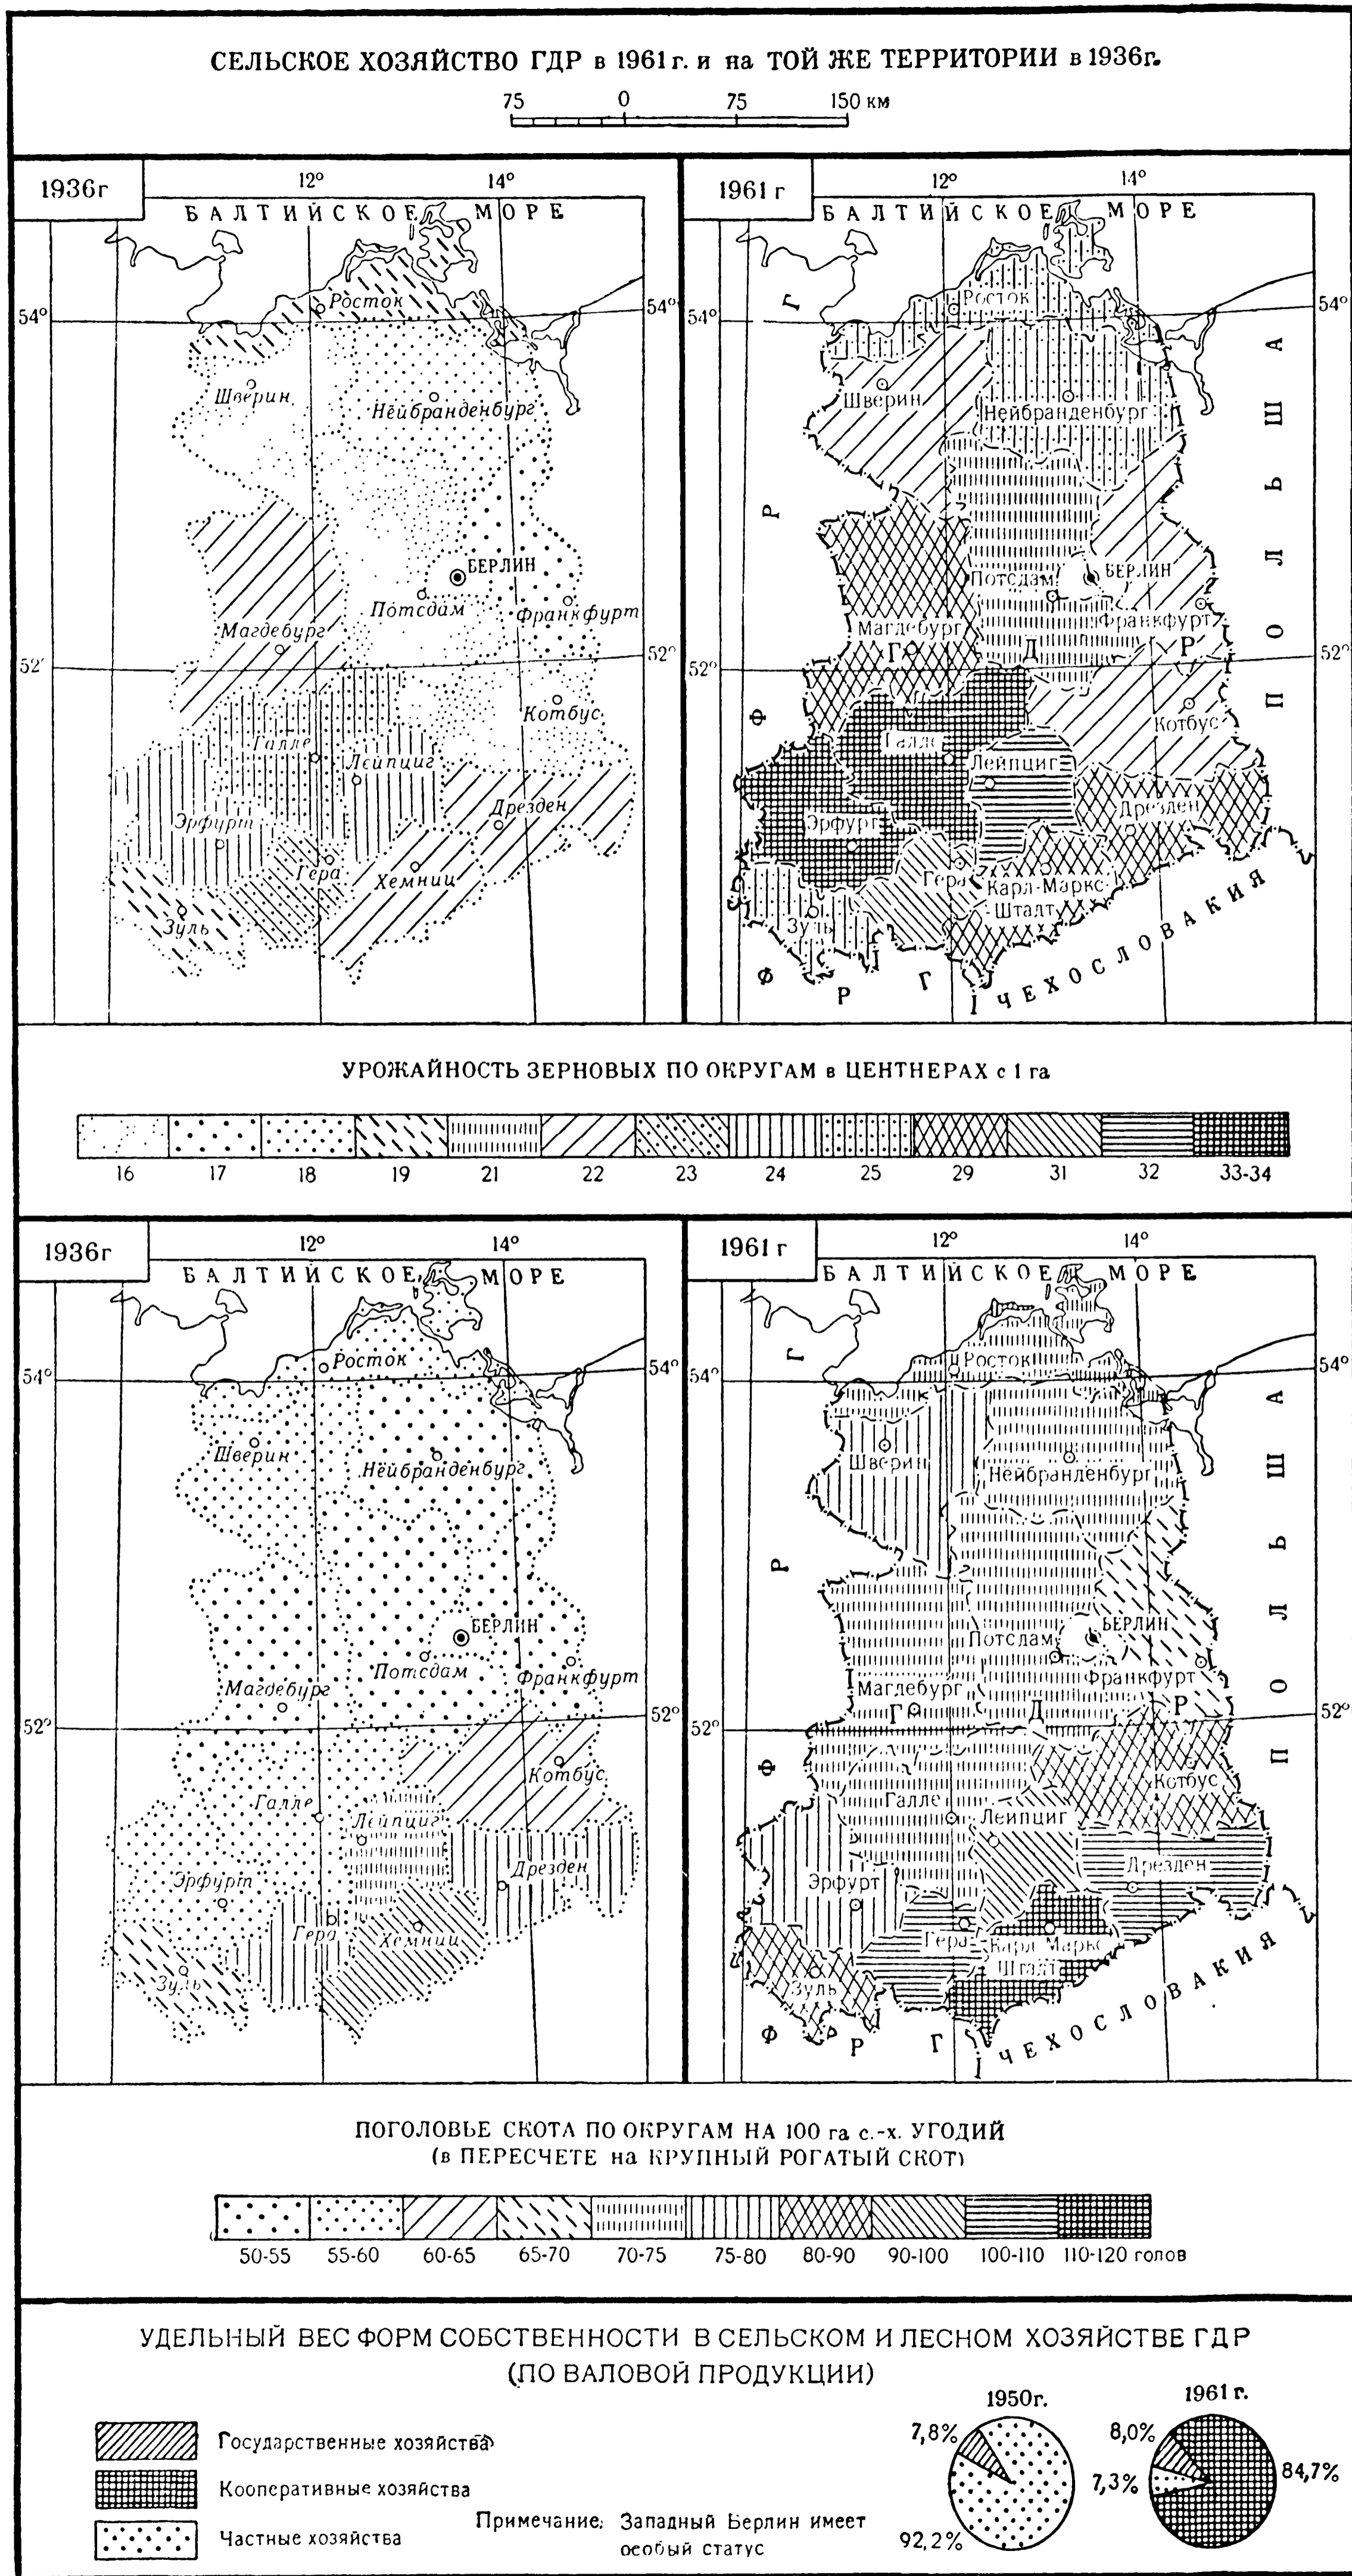 СЕЛЬСКОЕ ХОЗЯЙСТВО ГДР в 1961 г. и на ТОЙ ЖЕ ТЕРРИТОРИИ в 1936г.
75 0 75 150 км
1936г
12° 14°
БАЛТИЙСКОЕ МОРЕ
Росток
54° 54°
Шверин
Нейбранденбург
БЕРЛИН
Потсдам
Франкфурт
Магдебург
52° 52°
Котбус
Галле
Лейпциг
Дрезден
Эрфурт
Гера
Хемниц
Зуль
1961 г
12° 14°
БАЛТИЙСКОЕ МОРЕ
Росток
54° 54°
Шверин
Нейбранденбург
Потсдам
БЕРЛИН
Франкфурт
Магдебург
Г Д Р
52° 52°
Котбус
Галле
Лейпциг
Дрезден
Эрфурт
Гера
Карл-Маркс-
Штадт
Зуль
Ф Р Г
Ф Р Г
ПОЛЬША
ЧЕХОСЛОВАКИЯ
УРОЖАЙНОСТЬ ЗЕРНОВЫХ ПО ОКРУГАМ в ЦЕНТНЕРАХ с 1 га
16 17 18 19 21 22 23 24 25 29 31 32 33-34
1936г
12° 14°
БАЛТИЙСКОЕ МОРЕ
Росток
54° 54°
Шверин
Нейбранденбург
БЕРЛИН
Потсдам
Франкфурт
Магдебург
52° 52°
Котбус
Галле
Лейпциг
Дрезден
Эрфурт
Гера
Хемниц
Зуль
1961 г
12° 14°
БАЛТИЙСКОЕ МОРЕ
Росток
54° 54°
Шверин
Нейбранденбург
Потсдам
БЕРЛИН
Франкфурт
Магдебург
Г Д Р
52° 52°
Котбус
Галле
Лейпциг
Дрезден
Эрфурт
Гера
Карл Маркс
Штадт
Зуль
Ф Р Г
Ф Р Г
ПОЛЬША
ЧЕХОСЛОВАКИЯ
ПОГОЛОВЬЕ СКОТА ПО ОКРУГАМ НА 100 га с.-х. УГОДИЙ
(в ПЕРЕСЧЕТЕ на КРУПНЫЙ РОГАТЫЙ СКОТ)
50-55 55-60 60-65 65-70 70-75 75-80 80-90 90-100 100-110 110-120 голов
УДЕЛЬНЫЙ ВЕС ФОРМ СОБСТВЕННОСТИ В СЕЛЬСКОМ И ЛЕСНОМ ХОЗЯЙСТВЕ ГДР
(ПО ВАЛОВОЙ ПРОДУКЦИИ)
Государственные хозяйства
Кооперативные хозяйства
Частные хозяйства
Примечание: Западный Берлин имеет
особый статус
1950г.
7,8%
92,2%
1961 г.
8,0%
7,3%
84,7%